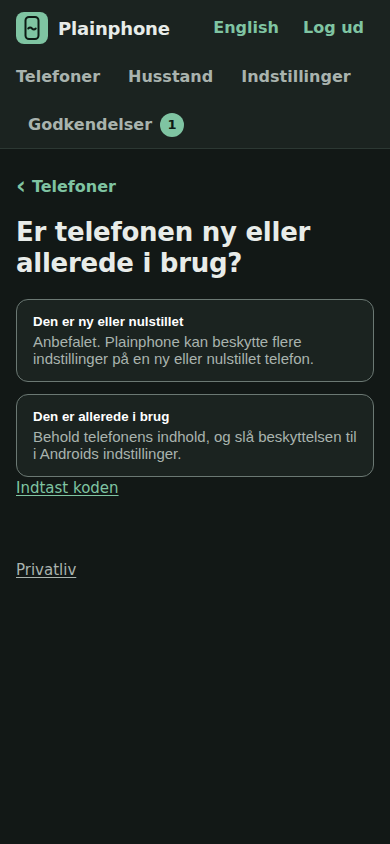 Plainphone
English
Log ud
Telefoner
Husstand
Indstillinger
Godkendelser 1
‹ Telefoner
Er telefonen ny eller
allerede i brug?
Den er ny eller nulstillet
Anbefalet. Plainphone kan beskytte flere
indstillinger på en ny eller nulstillet telefon.
Den er allerede i brug
Behold telefonens indhold, og slå beskyttelsen til
i Androids indstillinger.
Indtast koden
Privatliv